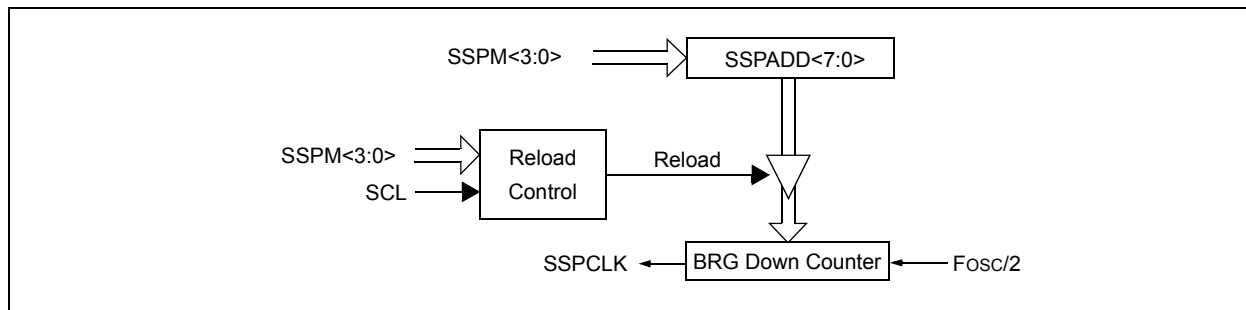 SSPM<3:0>
SSPADD<7:0>
SSPM<3:0>
SCL
Reload
Control
Reload
SSPCLK
BRG Down Counter
Fosc/2